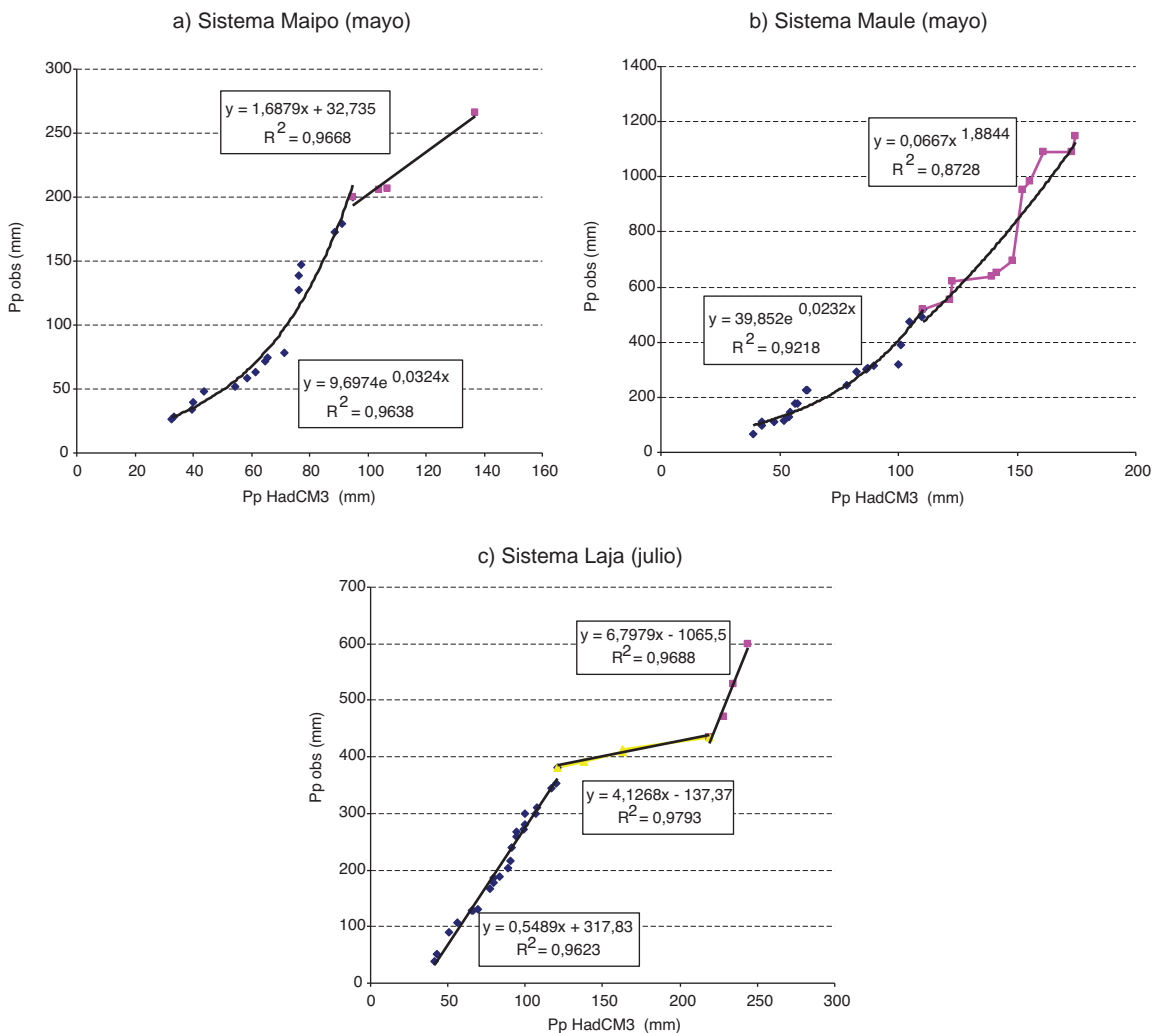 a) Sistema Maipo (mayo)
Pp obs (mm)
300
250
200
150
100
50
0
y = 1,6879x + 32,735
R2 = 0,9668
y = 9,6974e 0,0324x
R2 = 0,9638
0 20 40 60 80 100 120 140 160
Pp HadCM3 (mm)
b) Sistema Maule (mayo)
Pp obs (mm)
1400
1200
1000
800
600
400
200
0
y = 0,0667x 1,8844
R2 = 0,8728
y = 39,852e 0,0232x
R2 = 0,9218
0 50 100 150 200
Pp HadCM3 (mm)
c) Sistema Laja (julio)
Pp obs (mm)
700
600
500
400
300
200
100
0
y = 6,7979x - 1065,5
R2 = 0,9688
y = 4,1268x - 137,37
R2 = 0,9793
y = 0,5489x + 317,83
R2 = 0,9623
0 50 100 150 200 250 300
Pp HadCM3 (mm)